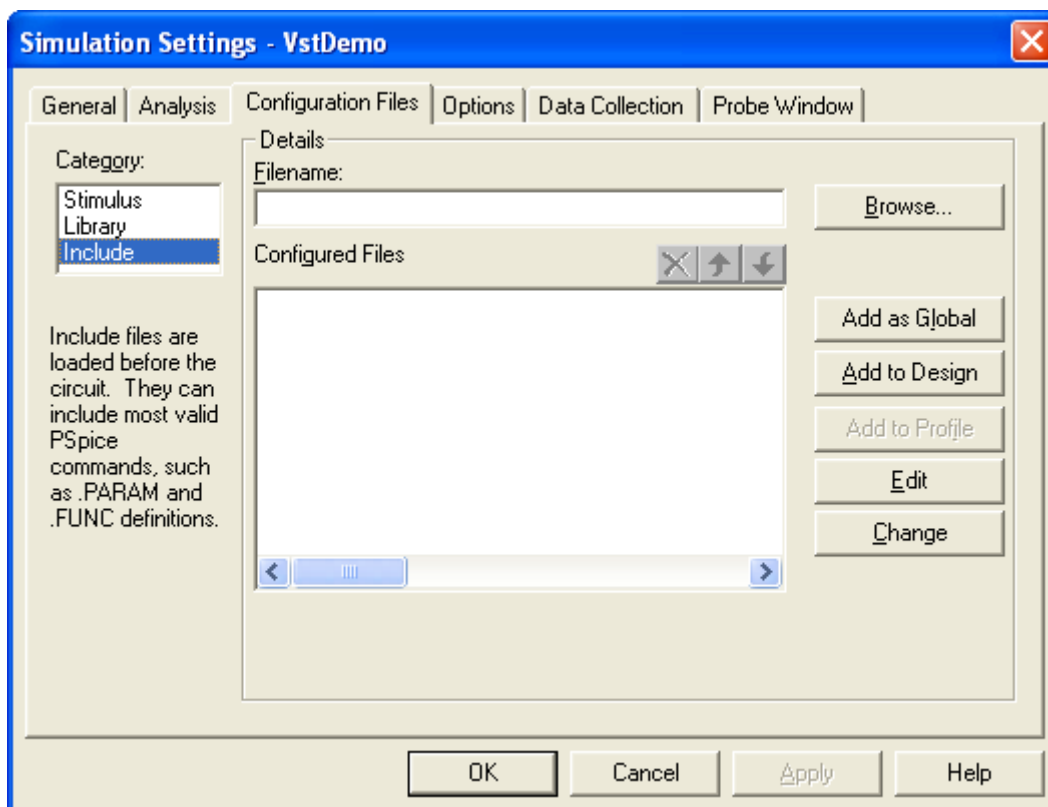 Simulation Settings - VstDemo
General Analysis Configuration Files Options Data Collection Probe Window
Category:
Stimulus
Library
Include
Include files are
loaded before the
circuit. They can
include most valid
PSpice
commands, such
as .PARAM and
.FUNC definitions.
Details
Filename:
Browse...
Configured Files
Add as Global
Add to Design
Add to Profile
Edit
Change
OK Cancel Apply Help